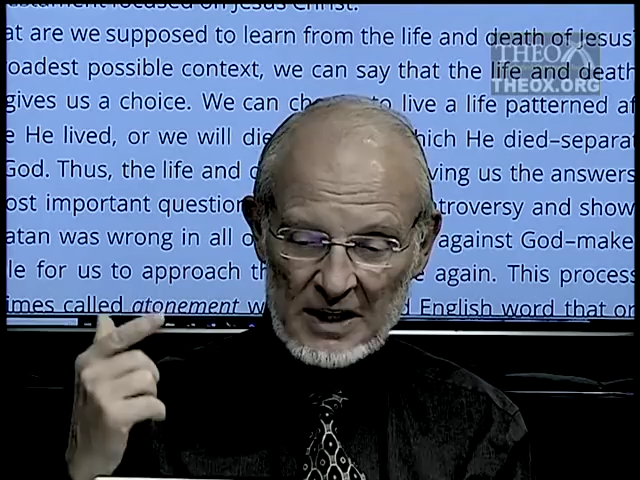 estament focused on Jesus Christ.
at are we supposed to learn from the life and death of Jesus'
oadest possible context, we can say that the life and death
gives us a choice. We can to live a life patterned af
e He lived, or we will die which He died–separat
God. Thus, the life and ving us the answers
ost important question troversy and show
atan was wrong in all o against God–make
le for us to approach th e again. This process
imes called atonement w d English word that or
THEOX
THEOX.ORG